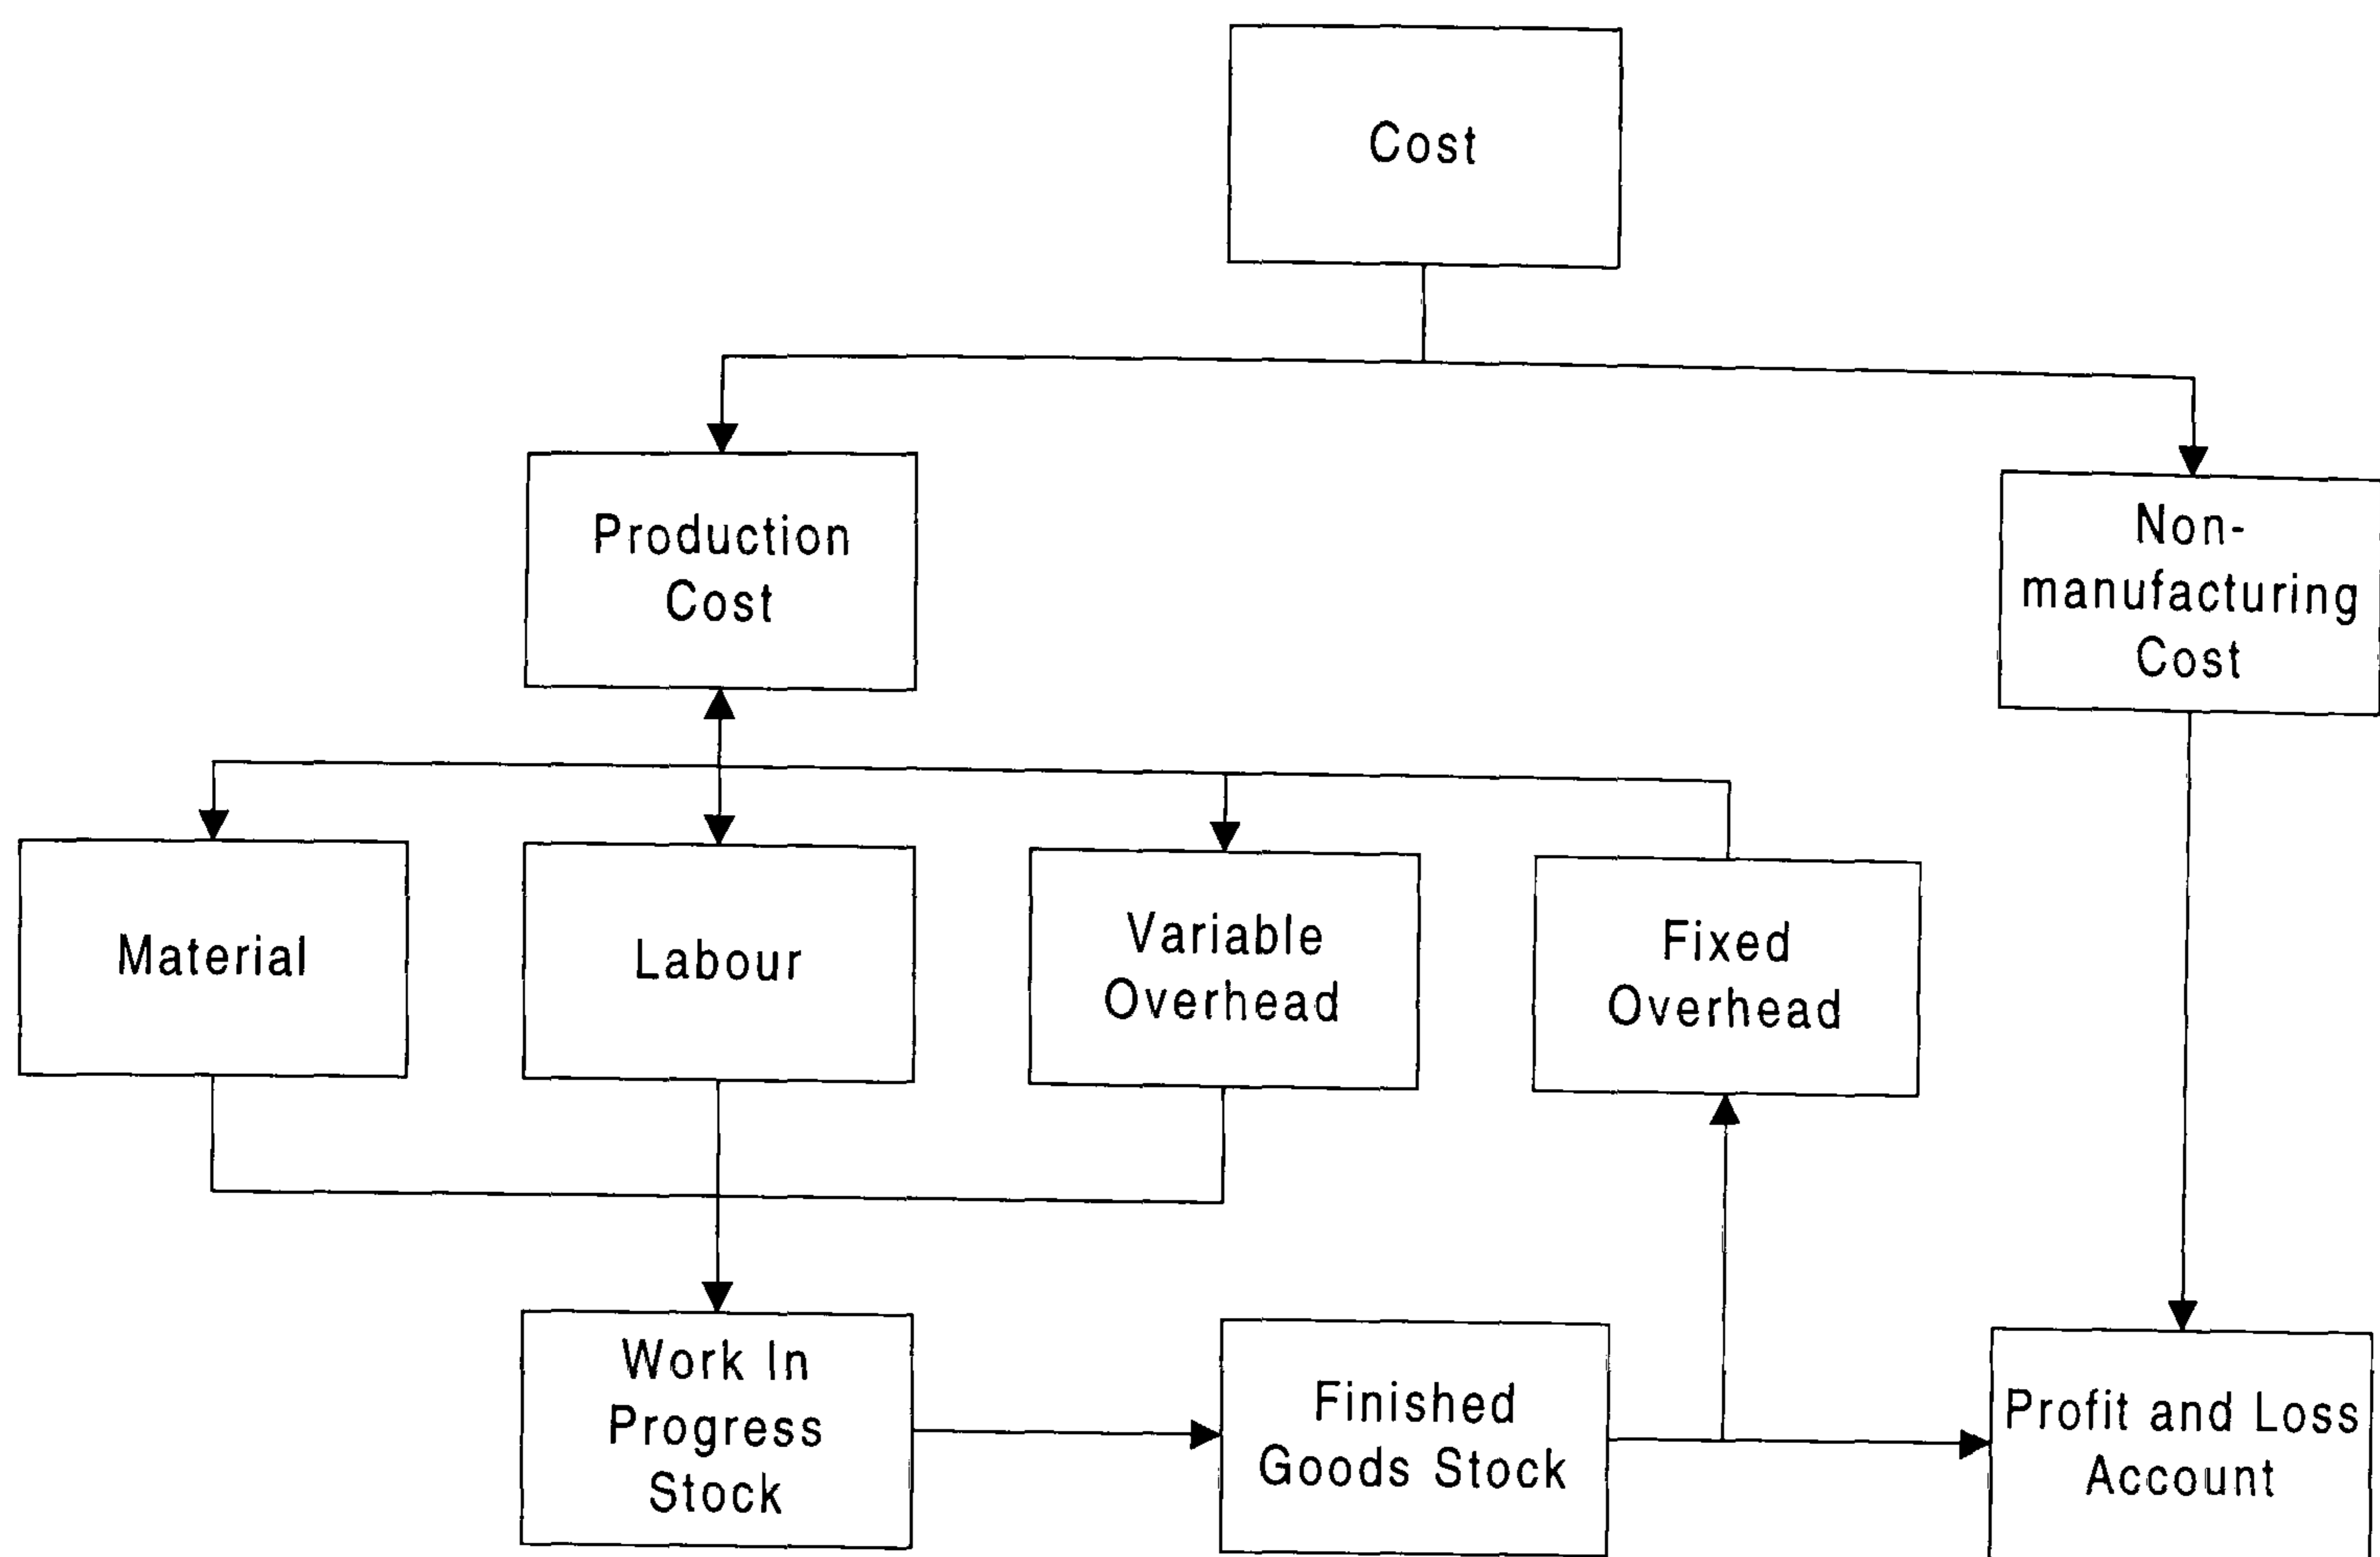 Cost
Production
Cost
Non-
manufacturing
Cost
Material
Labour
Variable
Overhead
Fixed
Overhead
Work In
Progress
Stock
Finished
Goods Stock
Profit and Loss
Account